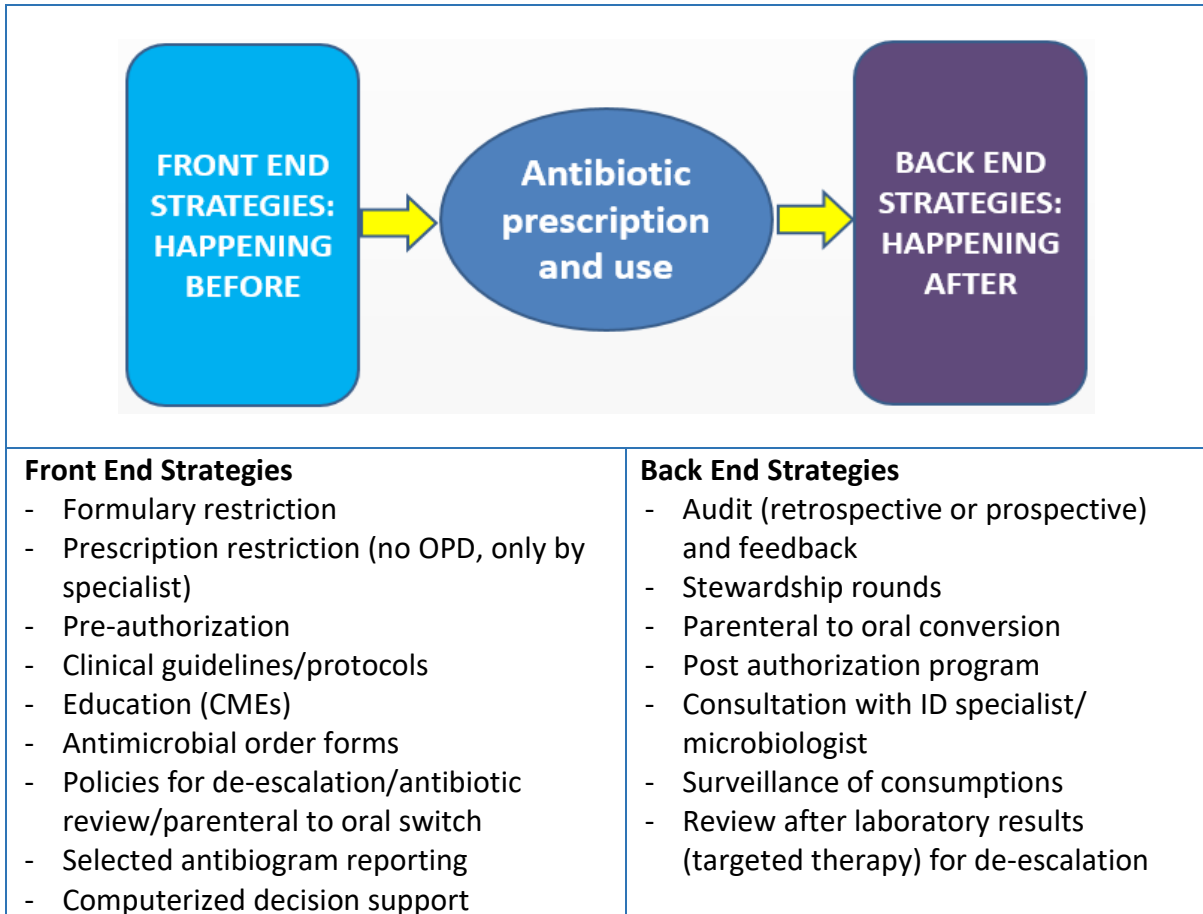 FRONT END
STRATEGIES:
HAPPENING
BEFORE
Antibiotic
prescription
and use
BACK END
STRATEGIES:
HAPPENING
AFTER
Front End Strategies
- Formulary restriction
- Prescription restriction (no OPD, only by
specialist)
- Pre-authorization
- Clinical guidelines/protocols
- Education (CMEs)
- Antimicrobial order forms
- Policies for de-escalation/antibiotic
review/parenteral to oral switch
- Selected antibiogram reporting
- Computerized decision support
Back End Strategies
- Audit (retrospective or prospective)
and feedback
- Stewardship rounds
- Parenteral to oral conversion
- Post authorization program
- Consultation with ID specialist/
microbiologist
- Surveillance of consumptions
- Review after laboratory results
(targeted therapy) for de-escalation